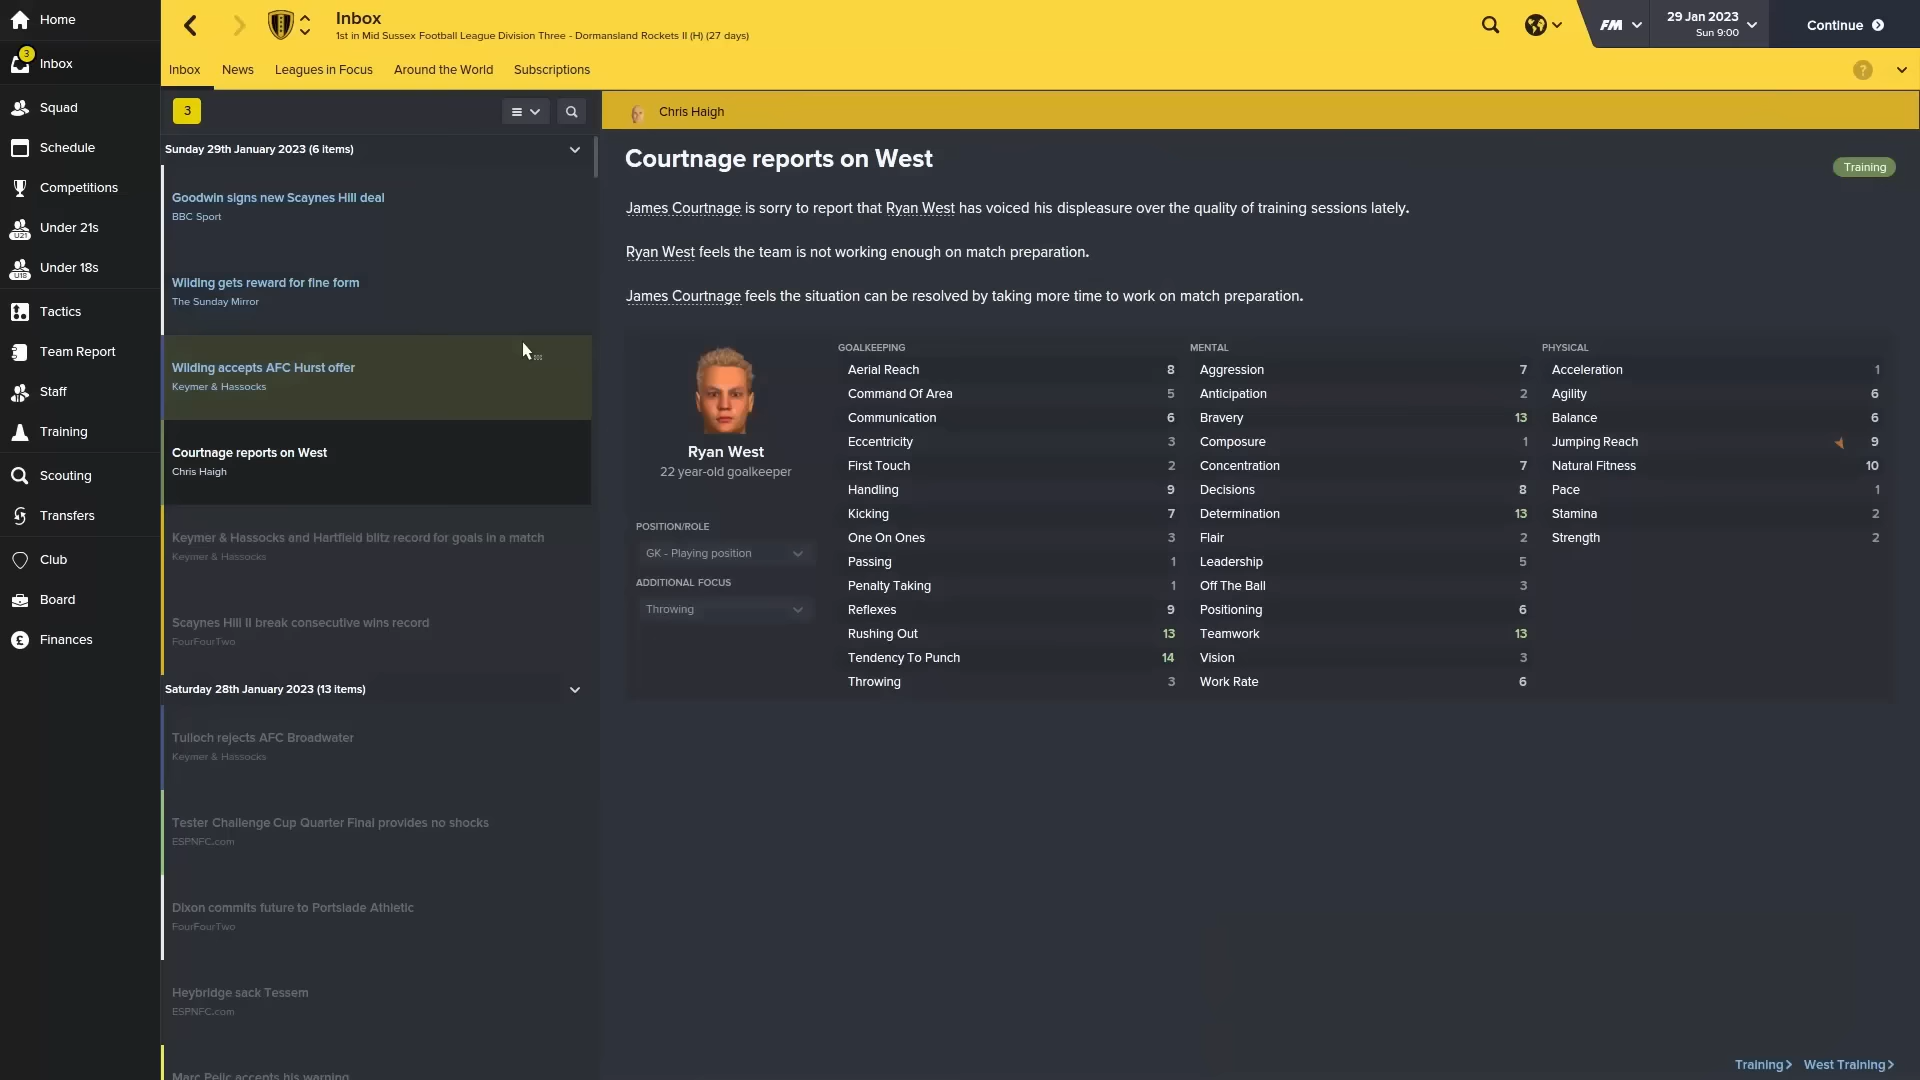 Home
3
Inbox
Squad
Schedule
Competitions
U21
Under 21s
U18
Under 18s
Tactics
Team Report
Staff
Training
Scouting
Transfers
Club
Board
Finances
Inbox
1st in Mid Sussex Football League Division Three - Dormansland Rockets II (H) (27 days)
FM
29 Jan 2023
Sun 9:00
Continue
Inbox News Leagues in Focus Around the World Subscriptions
?
3
Sunday 29th January 2023 (6 items)
Goodwin signs new Scaynes Hill deal
BBC Sport
Wilding gets reward for fine form
The Sunday Mirror
Wilding accepts AFC Hurst offer
Keymer & Hassocks
Courtnage reports on West
Chris Haigh
Keymer & Hassocks and Hartfield blitz record for goals in a match
Keymer & Hassocks
Scaynes Hill II break consecutive wins record
FourFourTwo
Saturday 28th January 2023 (13 items)
Tulloch rejects AFC Broadwater
Keymer & Hassocks
Tester Challenge Cup Quarter Final provides no shocks
ESPNFC.com
Dixon commits future to Portslade Athletic
FourFourTwo
Heybridge sack Tessem
ESPNFC.com
Marc Pelic accepts his warning
Chris Haigh
Courtnage reports on West
Training
James Courtnage is sorry to report that Ryan West has voiced his displeasure over the quality of training sessions lately.
Ryan West feels the team is not working enough on match preparation.
James Courtnage feels the situation can be resolved by taking more time to work on match preparation.
Ryan West
22 year-old goalkeeper
POSITION/ROLE
GK - Playing position
ADDITIONAL FOCUS
Throwing
GOALKEEPING
Aerial Reach 8
Command Of Area 5
Communication 6
Eccentricity 3
First Touch 2
Handling 9
Kicking 7
One On Ones 3
Passing 1
Penalty Taking 1
Reflexes 9
Rushing Out 13
Tendency To Punch 14
Throwing 3
MENTAL
Aggression 7
Anticipation 2
Bravery 13
Composure 1
Concentration 7
Decisions 8
Determination 13
Flair 2
Leadership 5
Off The Ball 3
Positioning 6
Teamwork 13
Vision 3
Work Rate 6
PHYSICAL
Acceleration 1
Agility 6
Balance 6
Jumping Reach 9
Natural Fitness 10
Pace 1
Stamina 2
Strength 2
Training> West Training>